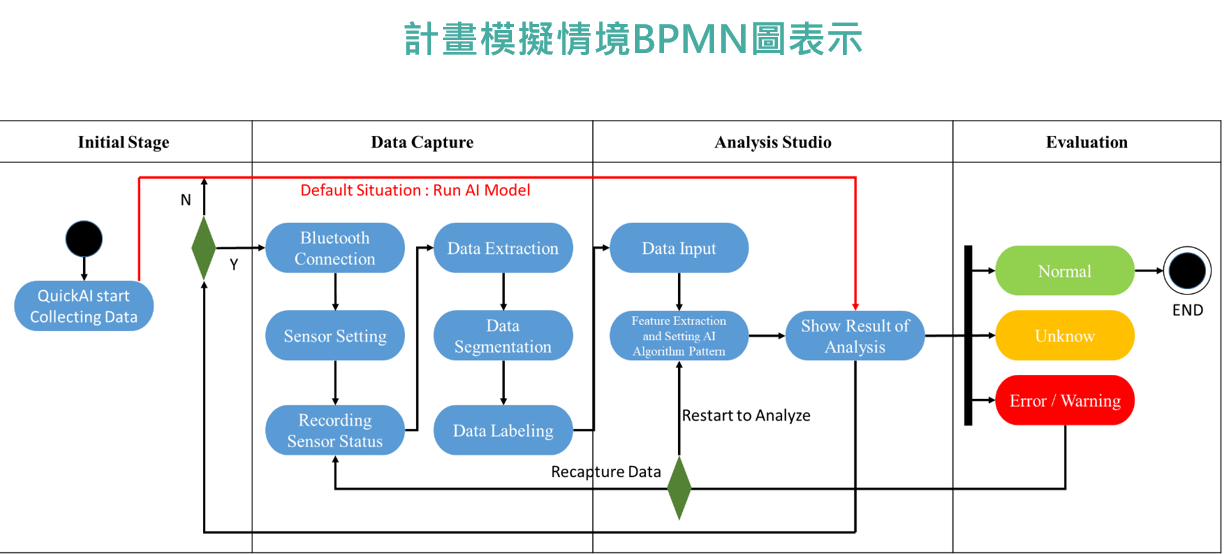 計畫模擬情境BPMN圖表示
Initial Stage
Data Capture
Analysis Studio
Evaluation
Default Situation : Run AI Model
N
Y
QuickAI start
Collecting Data
Bluetooth
Connection
Sensor Setting
Recording
Sensor Status
Data Extraction
Data
Segmentation
Data Labeling
Data Input
Feature Extraction
and Setting AI
Algorithm Pattern
Show Result of
Analysis
Restart to Analyze
Recapture Data
Normal
Unknow
Error / Warning
END